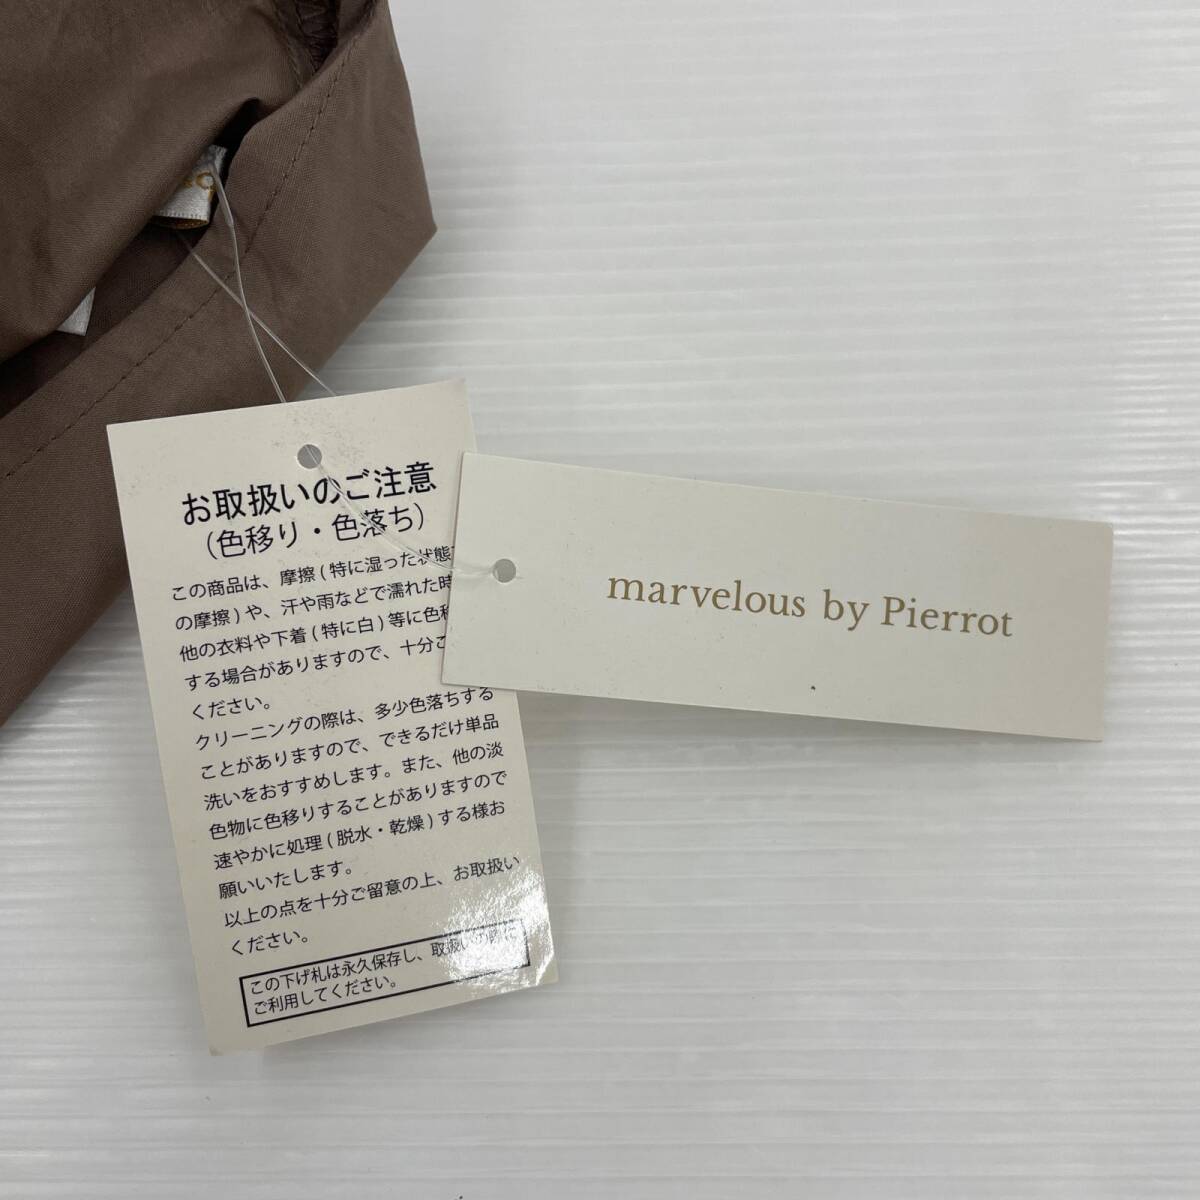 お取扱いのご注意
(色移り・色落ち)
この商品は、摩擦(特に湿った状態
の摩擦)や、汗や雨などで濡れた時
他の衣料や下着(特に白)等に色移
する場合がありますので、十分ご
ください。
クリーニングの際は、多少色落ちする
ことがありますので、できるだけ単品
洗いをおすすめします。また、他の淡
色物に色移りすることがありますので
速やかに処理(脱水・乾燥)する様お
願いいたします。
以上の点を十分ご留意の上、お取扱い
ください。
この下げ札は永久保存し、取扱いの際に
ご利用してください。
marvelous by Pierrot